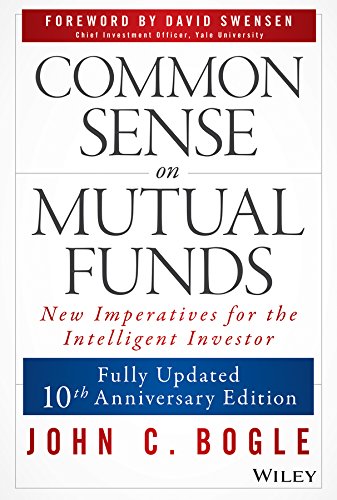 FOREWORD BY DAVID SWENSEN
Chief Investment Officer, Yale University
COMMON
SENSE
on
MUTUAL
FUNDS
New Imperatives for the
Intelligent Investor
Fully Updated
10th Anniversary Edition
JOHN C. BOGLE
WILEY